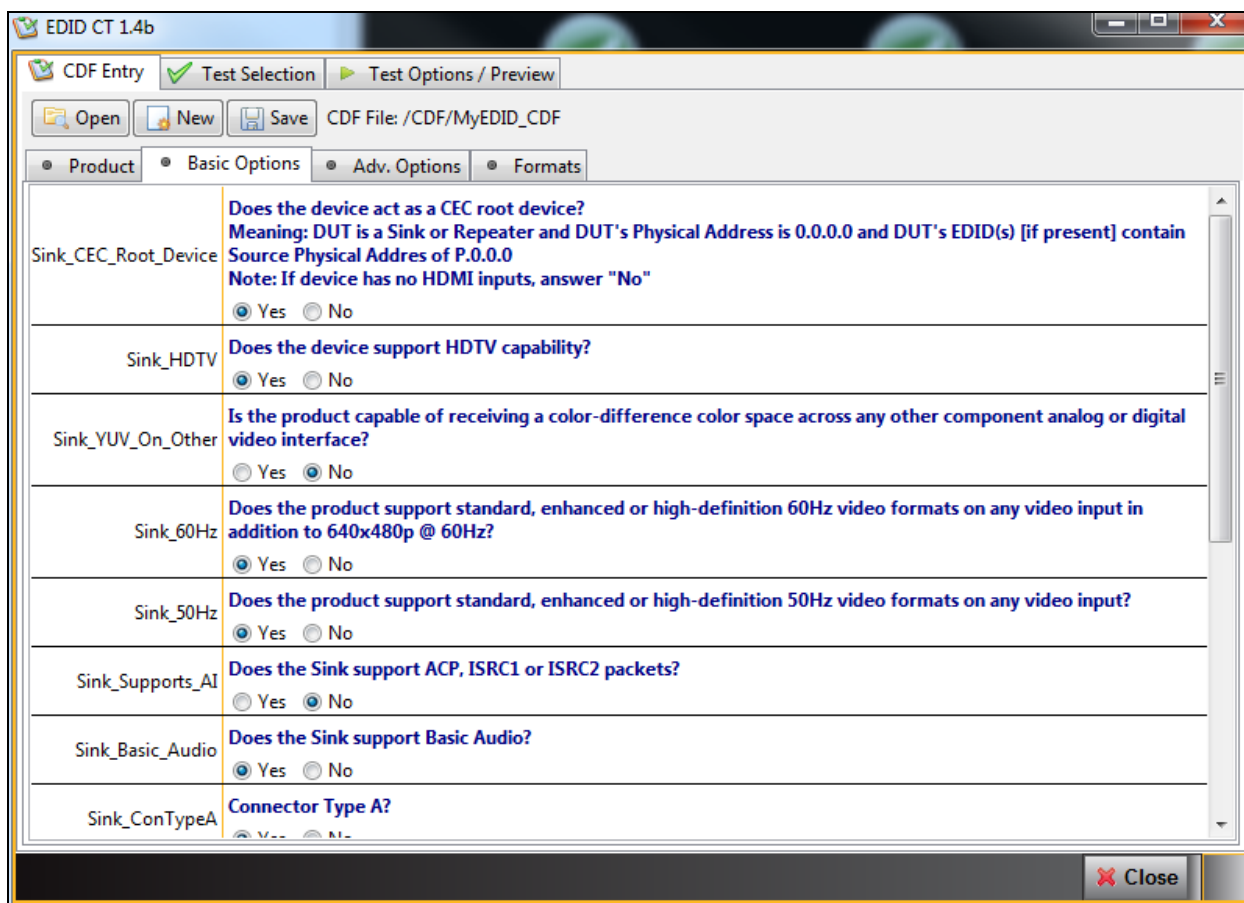 EDID CT 1.4b
CDF Entry Test Selection Test Options / Preview
Open New Save CDF File: /CDF/MyEDID_CDF
Product Basic Options Adv. Options Formats
Sink_CEC_Root_Device
Does the device act as a CEC root device?
Meaning: DUT is a Sink or Repeater and DUT's Physical Address is 0.0.0.0 and DUT's EDID(s) [if present] contain
Source Physical Addres of P.0.0.0
Note: If device has no HDMI inputs, answer "No"
Yes No
Sink_HDTV
Does the device support HDTV capability?
Yes No
Sink_YUV_On_Other
Is the product capable of receiving a color-difference color space across any other component analog or digital
video interface?
Yes No
Sink_60Hz
Does the product support standard, enhanced or high-definition 60Hz video formats on any video input in
addition to 640x480p @ 60Hz?
Yes No
Sink_50Hz
Does the product support standard, enhanced or high-definition 50Hz video formats on any video input?
Yes No
Sink_Supports_AI
Does the Sink support ACP, ISRC1 or ISRC2 packets?
Yes No
Sink_Basic_Audio
Does the Sink support Basic Audio?
Yes No
Sink_ConTypeA
Connector Type A?
Yes No
Close